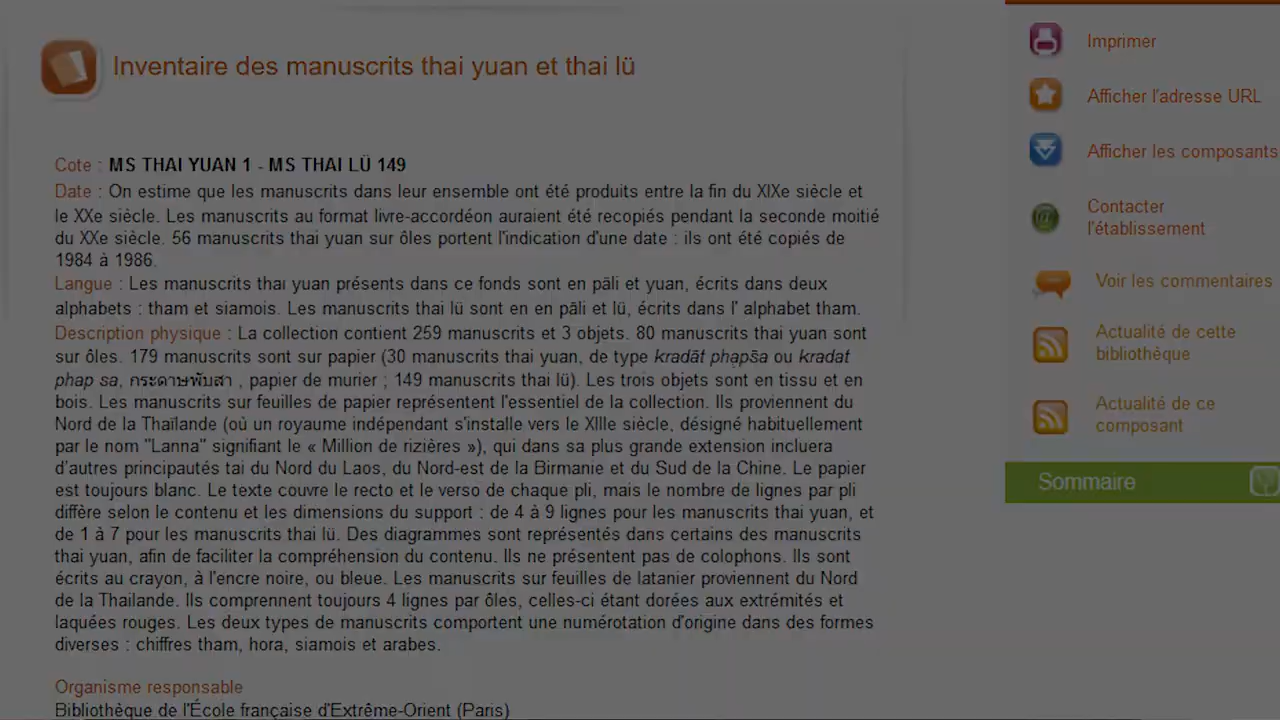 Inventaire des manuscrits thai yuan et thai lü
Cote : MS THAI YUAN 1 - MS THAI LÜ 149
Date : On estime que les manuscrits dans leur ensemble ont été produits entre la fin du XIXe siècle et
le XXe siècle. Les manuscrits au format livre-accordéon auraient été recopiés pendant la seconde moitié
du XXe siècle. 56 manuscrits thai yuan sur ôles portent l'indication d'une date : ils ont été copiés de
1984 à 1986.
Langue : Les manuscrits thai yuan présents dans ce fonds sont en pāli et yuan, écrits dans deux
alphabets : tham et siamois. Les manuscrits thai lü sont en en pāli et lü, écrits dans l' alphabet tham.
Description physique : La collection contient 259 manuscrits et 3 objets. 80 manuscrits thai yuan sont
sur ôles. 179 manuscrits sont sur papier (30 manuscrits thai yuan, de type kradāt phạpsā ou kradat
phap sa, กระดาษพับสา , papier de murier ; 149 manuscrits thai lü). Les trois objets sont en tissu et en
bois. Les manuscrits sur feuilles de papier représentent l'essentiel de la collection. Ils proviennent du
Nord de la Thaïlande (où un royaume indépendant s'installe vers le XIIIe siècle, désigné habituellement
par le nom "Lanna" signifiant le « Million de rizières »), qui dans sa plus grande extension incluera
d'autres principautés tai du Nord du Laos, du Nord-est de la Birmanie et du Sud de la Chine. Le papier
est toujours blanc. Le texte couvre le recto et le verso de chaque pli, mais le nombre de lignes par pli
diffère selon le contenu et les dimensions du support : de 4 à 9 lignes pour les manuscrits thai yuan, et
de 1 à 7 pour les manuscrits thai lü. Des diagrammes sont représentés dans certains des manuscrits
thai yuan, afin de faciliter la compréhension du contenu. Ils ne présentent pas de colophons. Ils sont
écrits au crayon, à l'encre noire, ou bleue. Les manuscrits sur feuilles de latanier proviennent du Nord
de la Thailande. Ils comprennent toujours 4 lignes par ôles, celles-ci étant dorées aux extrémités et
laquées rouges. Les deux types de manuscrits comportent une numérotation d'origine dans des formes
diverses : chiffres tham, hora, siamois et arabes.
Organisme responsable
Bibliothèque de l'École française d'Extrême-Orient (Paris)
Imprimer
Afficher l'adresse URL
Afficher les composants
Contacter
l'établissement
Voir les commentaires
Actualité de cette
bibliothèque
Actualité de ce
composant
Sommaire